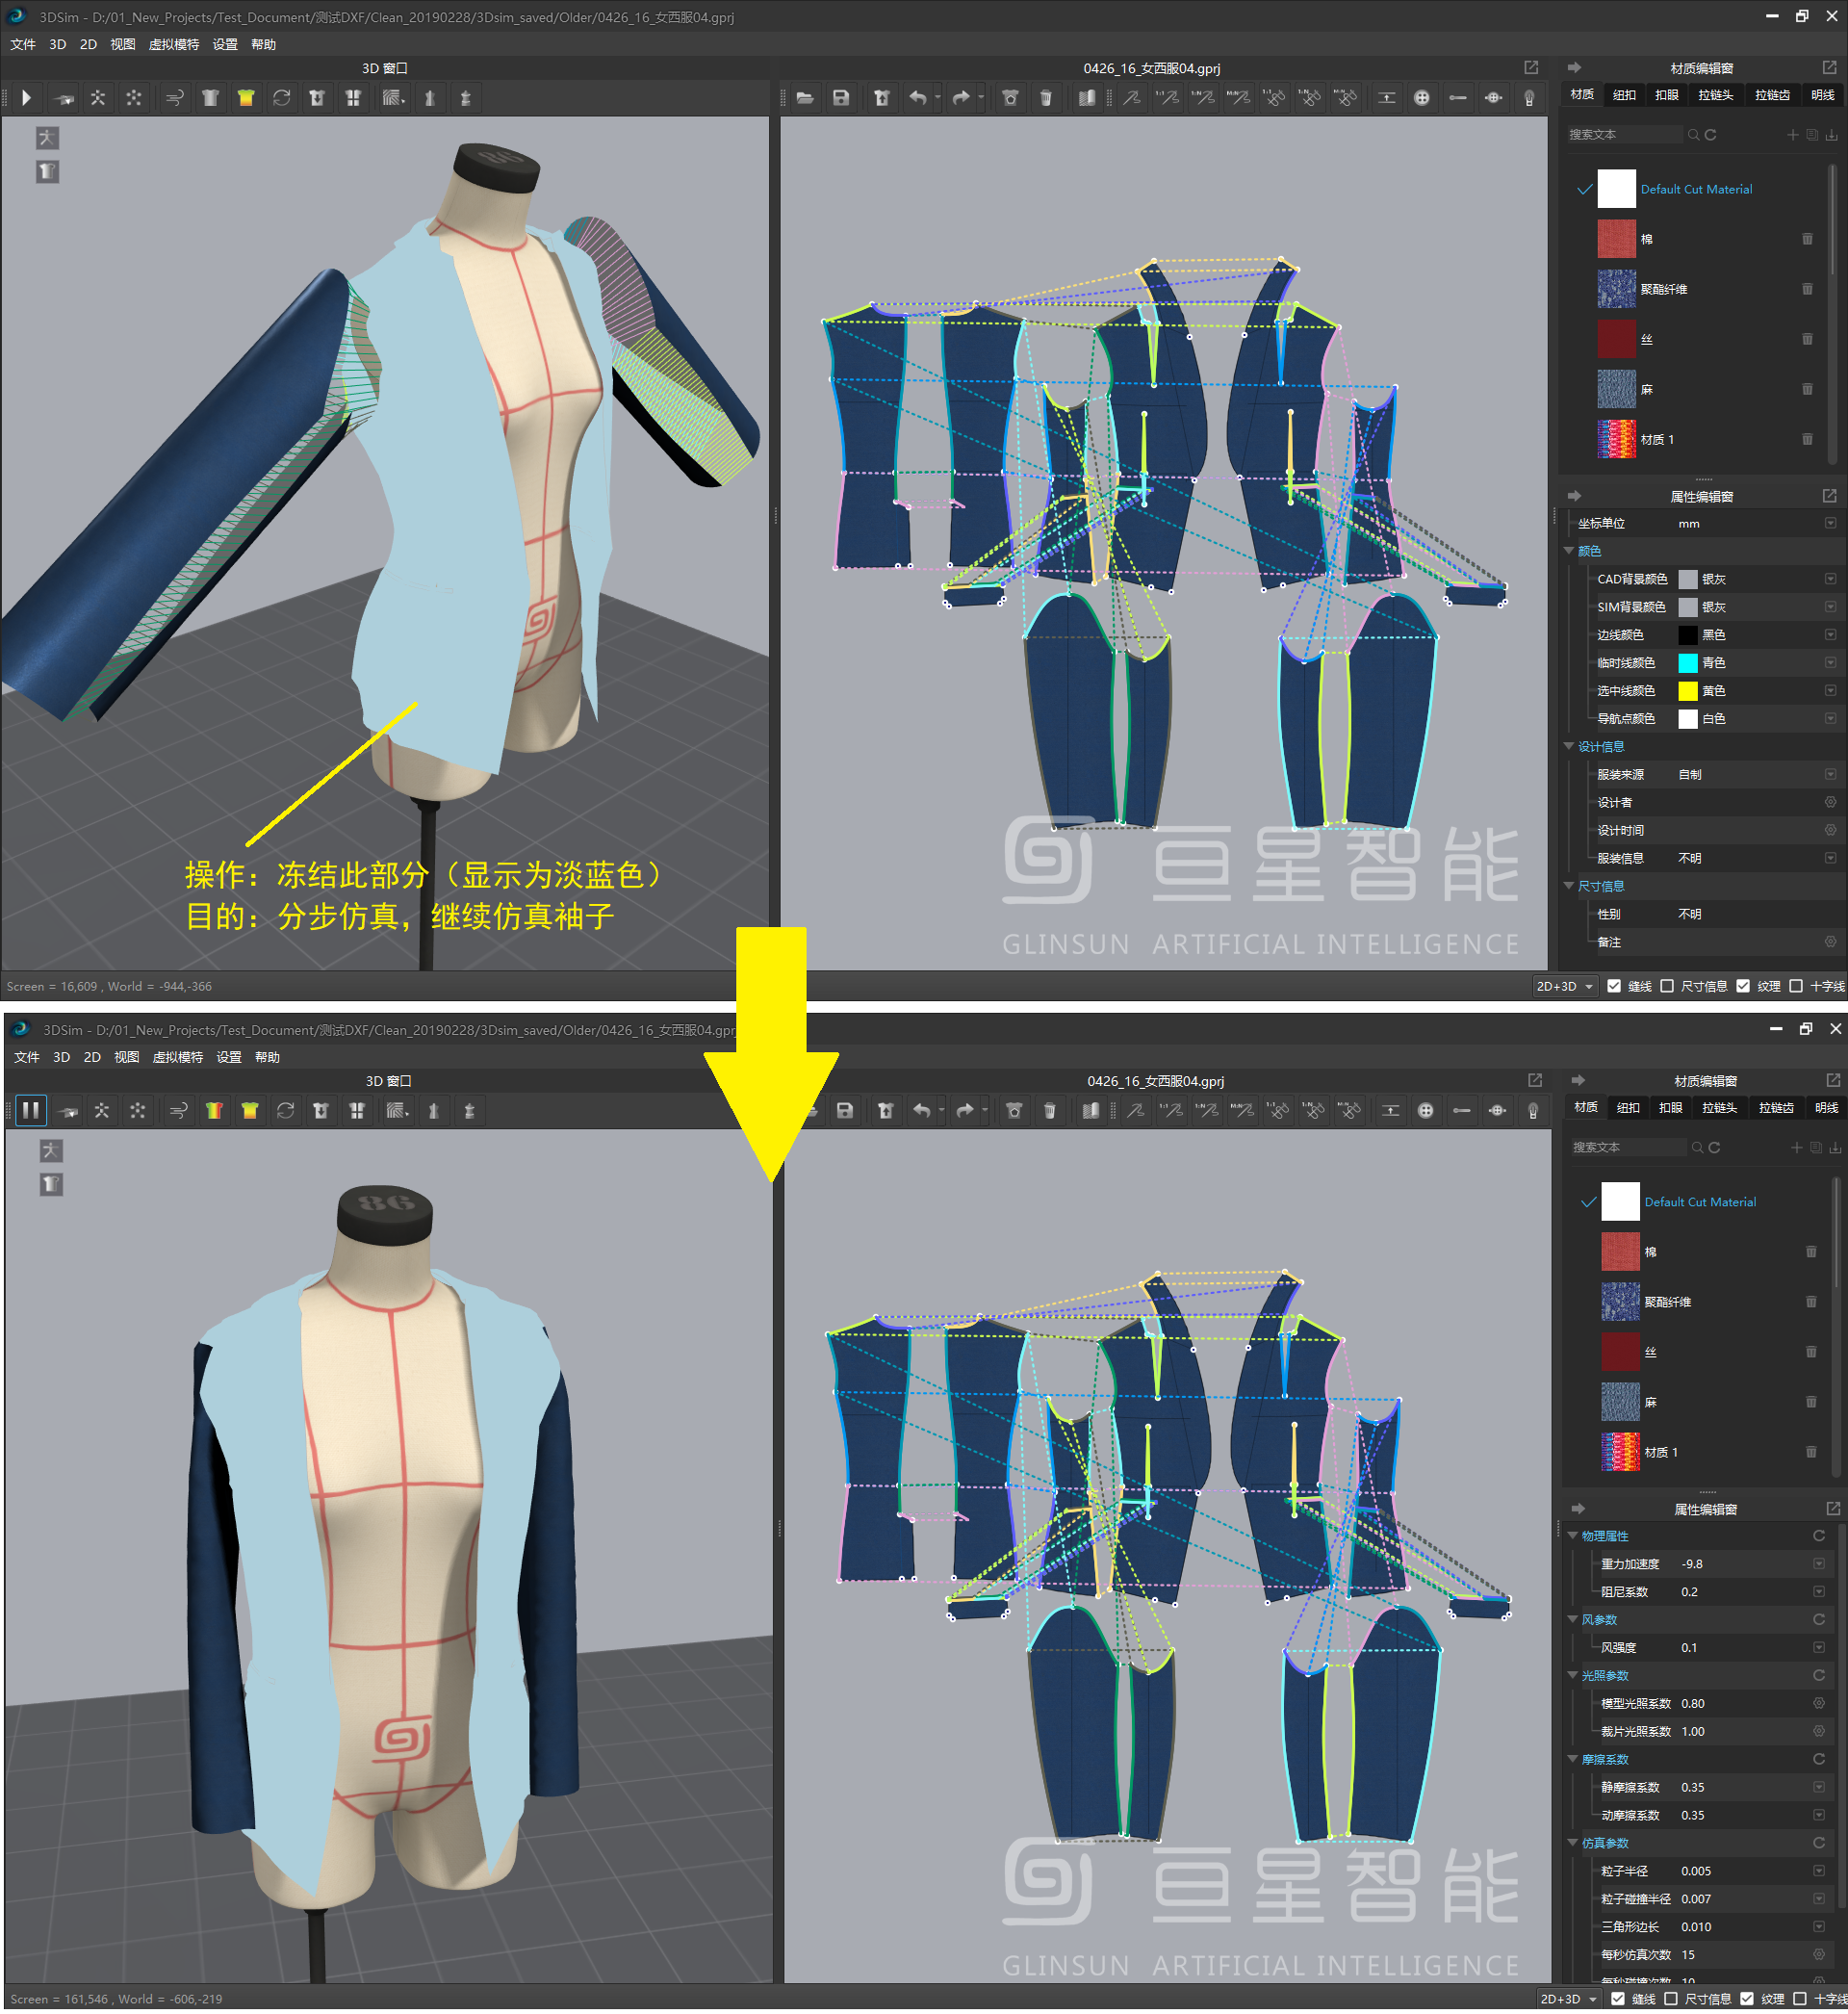 3DSim - D:/01_New_Projects/Test_Document/测试DXF/Clean_20190228/3Dsim_saved/Older/0426_16_女西服04.gprj
文件 3D 2D 视图 虚拟模特 设置 帮助
3D 窗口
0426_16_女西服04.gprj
材质编辑窗
材质 纽扣 扣眼 拉链头 拉链齿 明线
搜索文本
Default Cut Material
棉
聚酯纤维
丝
麻
材质 1
属性编辑窗
坐标单位 mm
颜色
CAD背景颜色 银灰
SIM背景颜色 银灰
边线颜色 黑色
临时线颜色 青色
选中线颜色 黄色
导航点颜色 白色
设计信息
服装来源 自制
设计者
设计时间
服装信息 不明
尺寸信息
性别 不明
备注
86
操作：冻结此部分（显示为淡蓝色）
目的：分步仿真，继续仿真袖子
亘星智能
GLINSUN ARTIFICIAL INTELLIGENCE
Screen = 16,609 , World = -944,-366
2D+3D 缝线 尺寸信息 纹理 十字线
3DSim - D:/01_New_Projects/Test_Document/测试DXF/Clean_20190228/3Dsim_saved/Older/0426_16_女西服04.gprj
文件 3D 2D 视图 虚拟模特 设置 帮助
3D 窗口
0426_16_女西服04.gprj
材质编辑窗
材质 纽扣 扣眼 拉链头 拉链齿 明线
搜索文本
Default Cut Material
棉
聚酯纤维
丝
麻
材质 1
属性编辑窗
物理属性
重力加速度 -9.8
阻尼系数 0.2
风参数
风强度 0.1
光照参数
模型光照系数 0.80
裁片光照系数 1.00
摩擦系数
静摩擦系数 0.35
动摩擦系数 0.35
仿真参数
粒子半径 0.005
粒子碰撞半径 0.007
三角形边长 0.010
每秒仿真次数 15
每秒碰撞次数 10
86
亘星智能
GLINSUN ARTIFICIAL INTELLIGENCE
Screen = 161,546 , World = -606,-219
2D+3D 缝线 尺寸信息 纹理 十字线